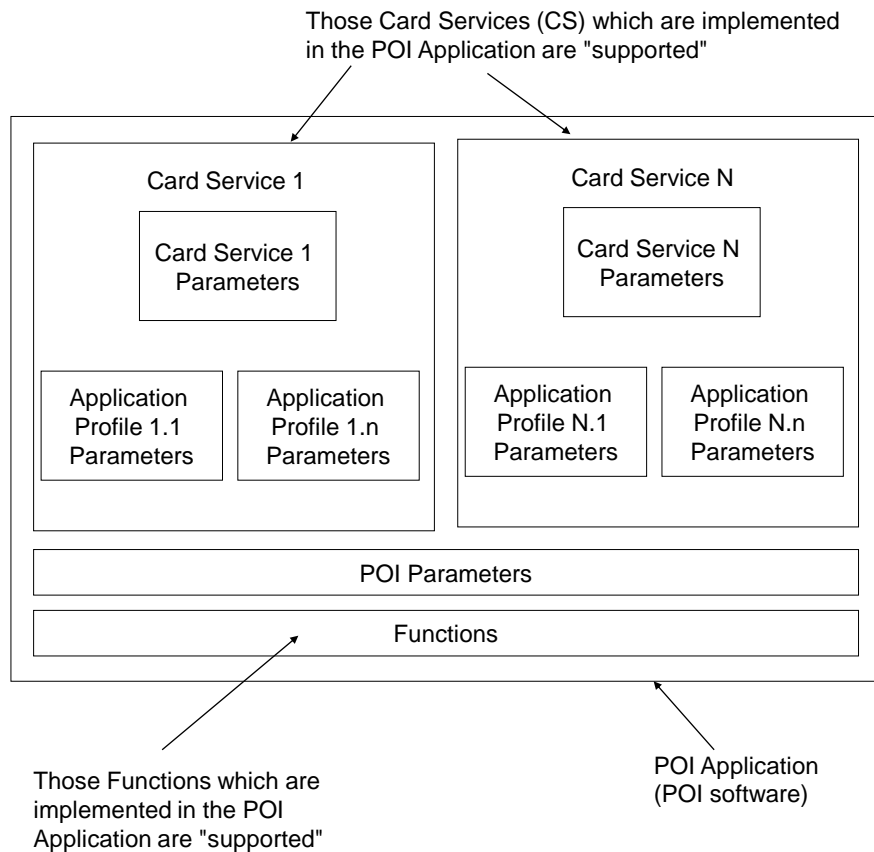 Those Card Services (CS) which are implemented
in the POI Application are "supported"
Card Service 1
Card Service 1
Parameters
Application
Profile 1.1
Parameters
Application
Profile 1.n
Parameters
Card Service N
Card Service N
Parameters
Application
Profile N.1
Parameters
Application
Profile N.n
Parameters
POI Parameters
Functions
Those Functions which are
implemented in the POI
Application are "supported"
POI Application
(POI software)